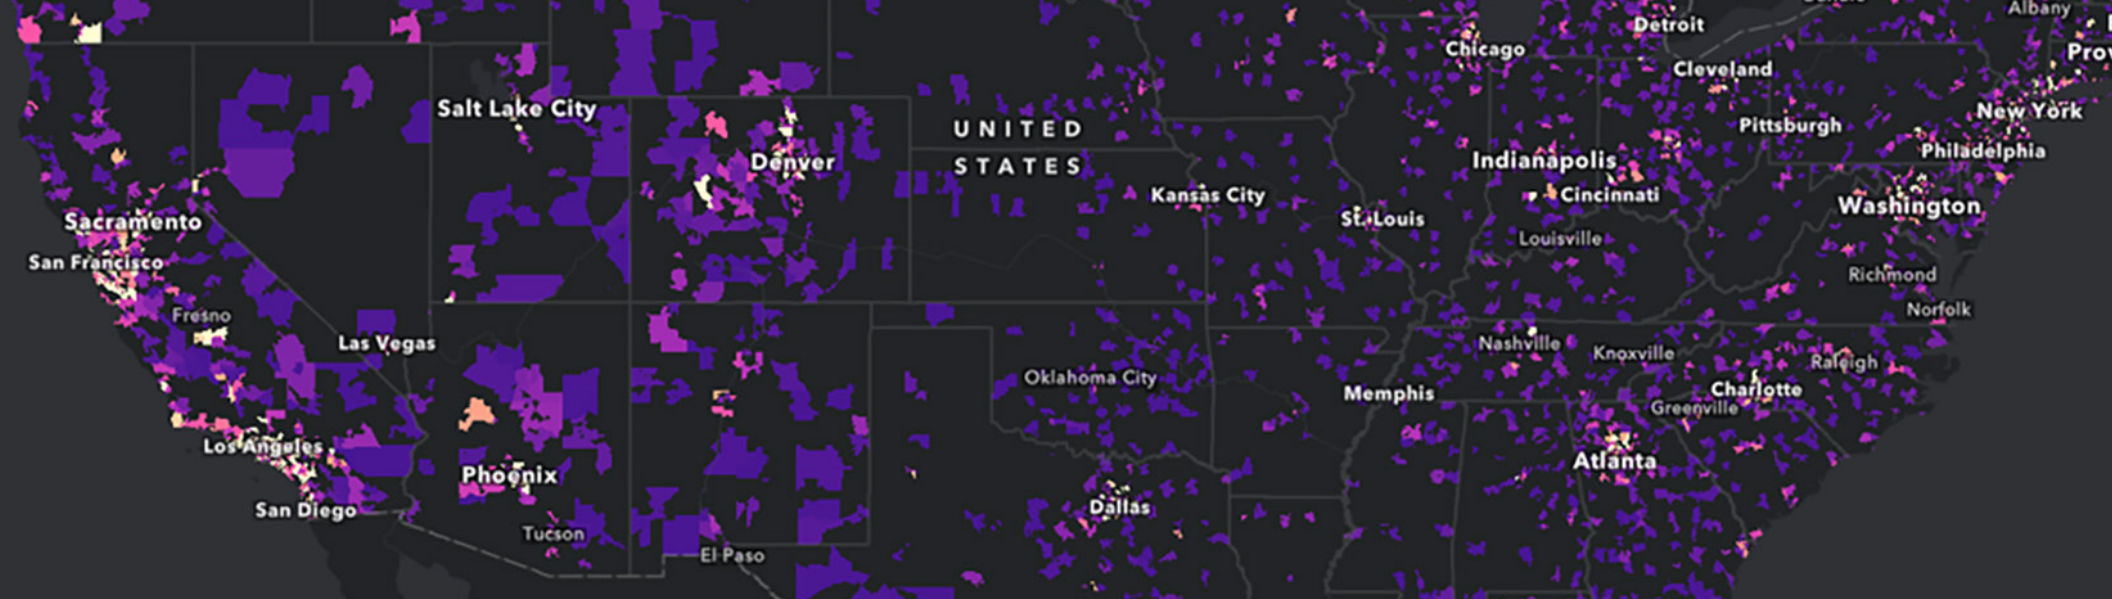 Albany
Detroit
Chicago
Prov
Cleveland
Salt Lake City
New York
UNITED
STATES
Pittsburgh
Denver
Indianapolis
Philadelphia
Kansas City
Cincinnati
Washington
St. Louis
Sacramento
Louisville
San Francisco
Richmond
Norfolk
Fresno
Las Vegas
Nashville
Knoxville
Raleigh
Oklahoma City
Memphis
Charlotte
Greenville
Los Angeles
Atlanta
Phoenix
Dallas
San Diego
Tucson
El Paso